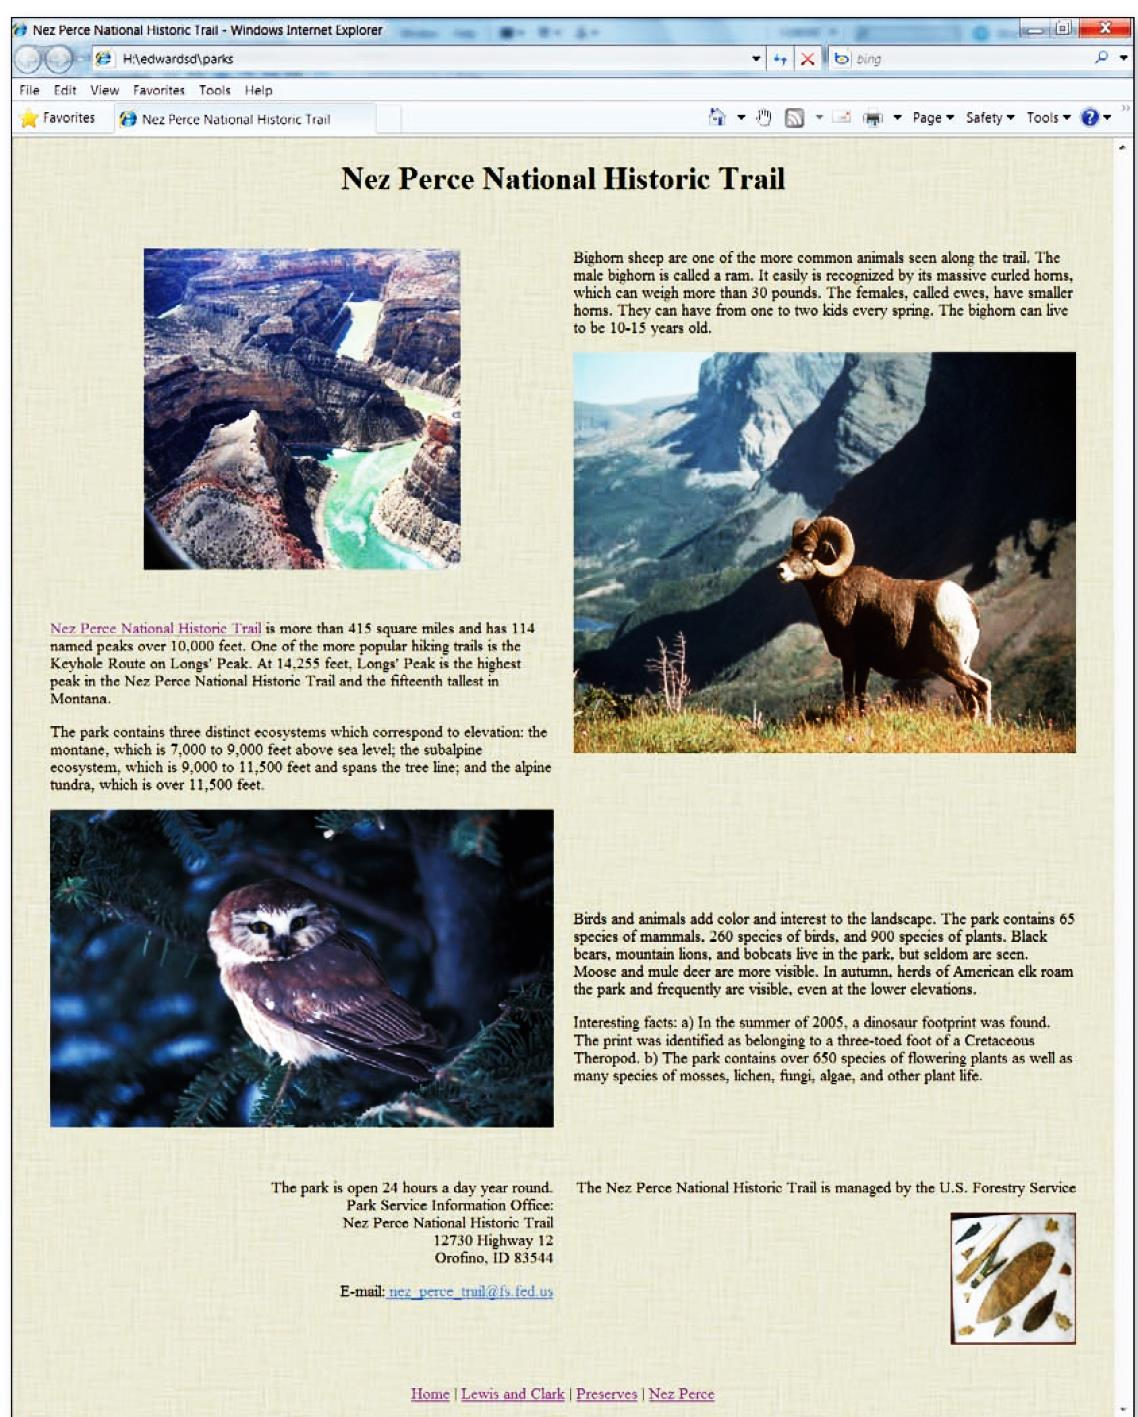 Nez Perce National Historic Trail - Windows Internet Explorer
H:\edwardsd\parks
bing
File Edit View Favorites Tools Help
Favorites
Nez Perce National Historic Trail
Page Safety Tools
Nez Perce National Historic Trail
Bighorn sheep are one of the more common animals seen along the trail. The
male bighorn is called a ram. It easily is recognized by its massive curled horns,
which can weigh more than 30 pounds. The females, called ewes, have smaller
horns. They can have from one to two kids every spring. The bighorn can live
to be 10-15 years old.
Nez Perce National Historic Trail is more than 415 square miles and has 114
named peaks over 10,000 feet. One of the more popular hiking trails is the
Keyhole Route on Longs' Peak. At 14,255 feet, Longs' Peak is the highest
peak in the Nez Perce National Historic Trail and the fifteenth tallest in
Montana.
The park contains three distinct ecosystems which correspond to elevation: the
montane, which is 7,000 to 9,000 feet above sea level; the subalpine
ecosystem, which is 9,000 to 11,500 feet and spans the tree line; and the alpine
tundra, which is over 11,500 feet.
Birds and animals add color and interest to the landscape. The park contains 65
species of mammals, 260 species of birds, and 900 species of plants. Black
bears, mountain lions, and bobcats live in the park, but seldom are seen.
Moose and mule deer are more visible. In autumn, herds of American elk roam
the park and frequently are visible, even at the lower elevations.
Interesting facts: a) In the summer of 2005, a dinosaur footprint was found.
The print was identified as belonging to a three-toed foot of a Cretaceous
Theropod. b) The park contains over 650 species of flowering plants as well as
many species of mosses, lichen, fungi, algae, and other plant life.
The park is open 24 hours a day year round.
Park Service Information Office:
Nez Perce National Historic Trail
12730 Highway 12
Orofino, ID 83544
E-mail: nez_perce_trail@fs.fed.us
The Nez Perce National Historic Trail is managed by the U.S. Forestry Service
Home | Lewis and Clark | Preserves | Nez Perce